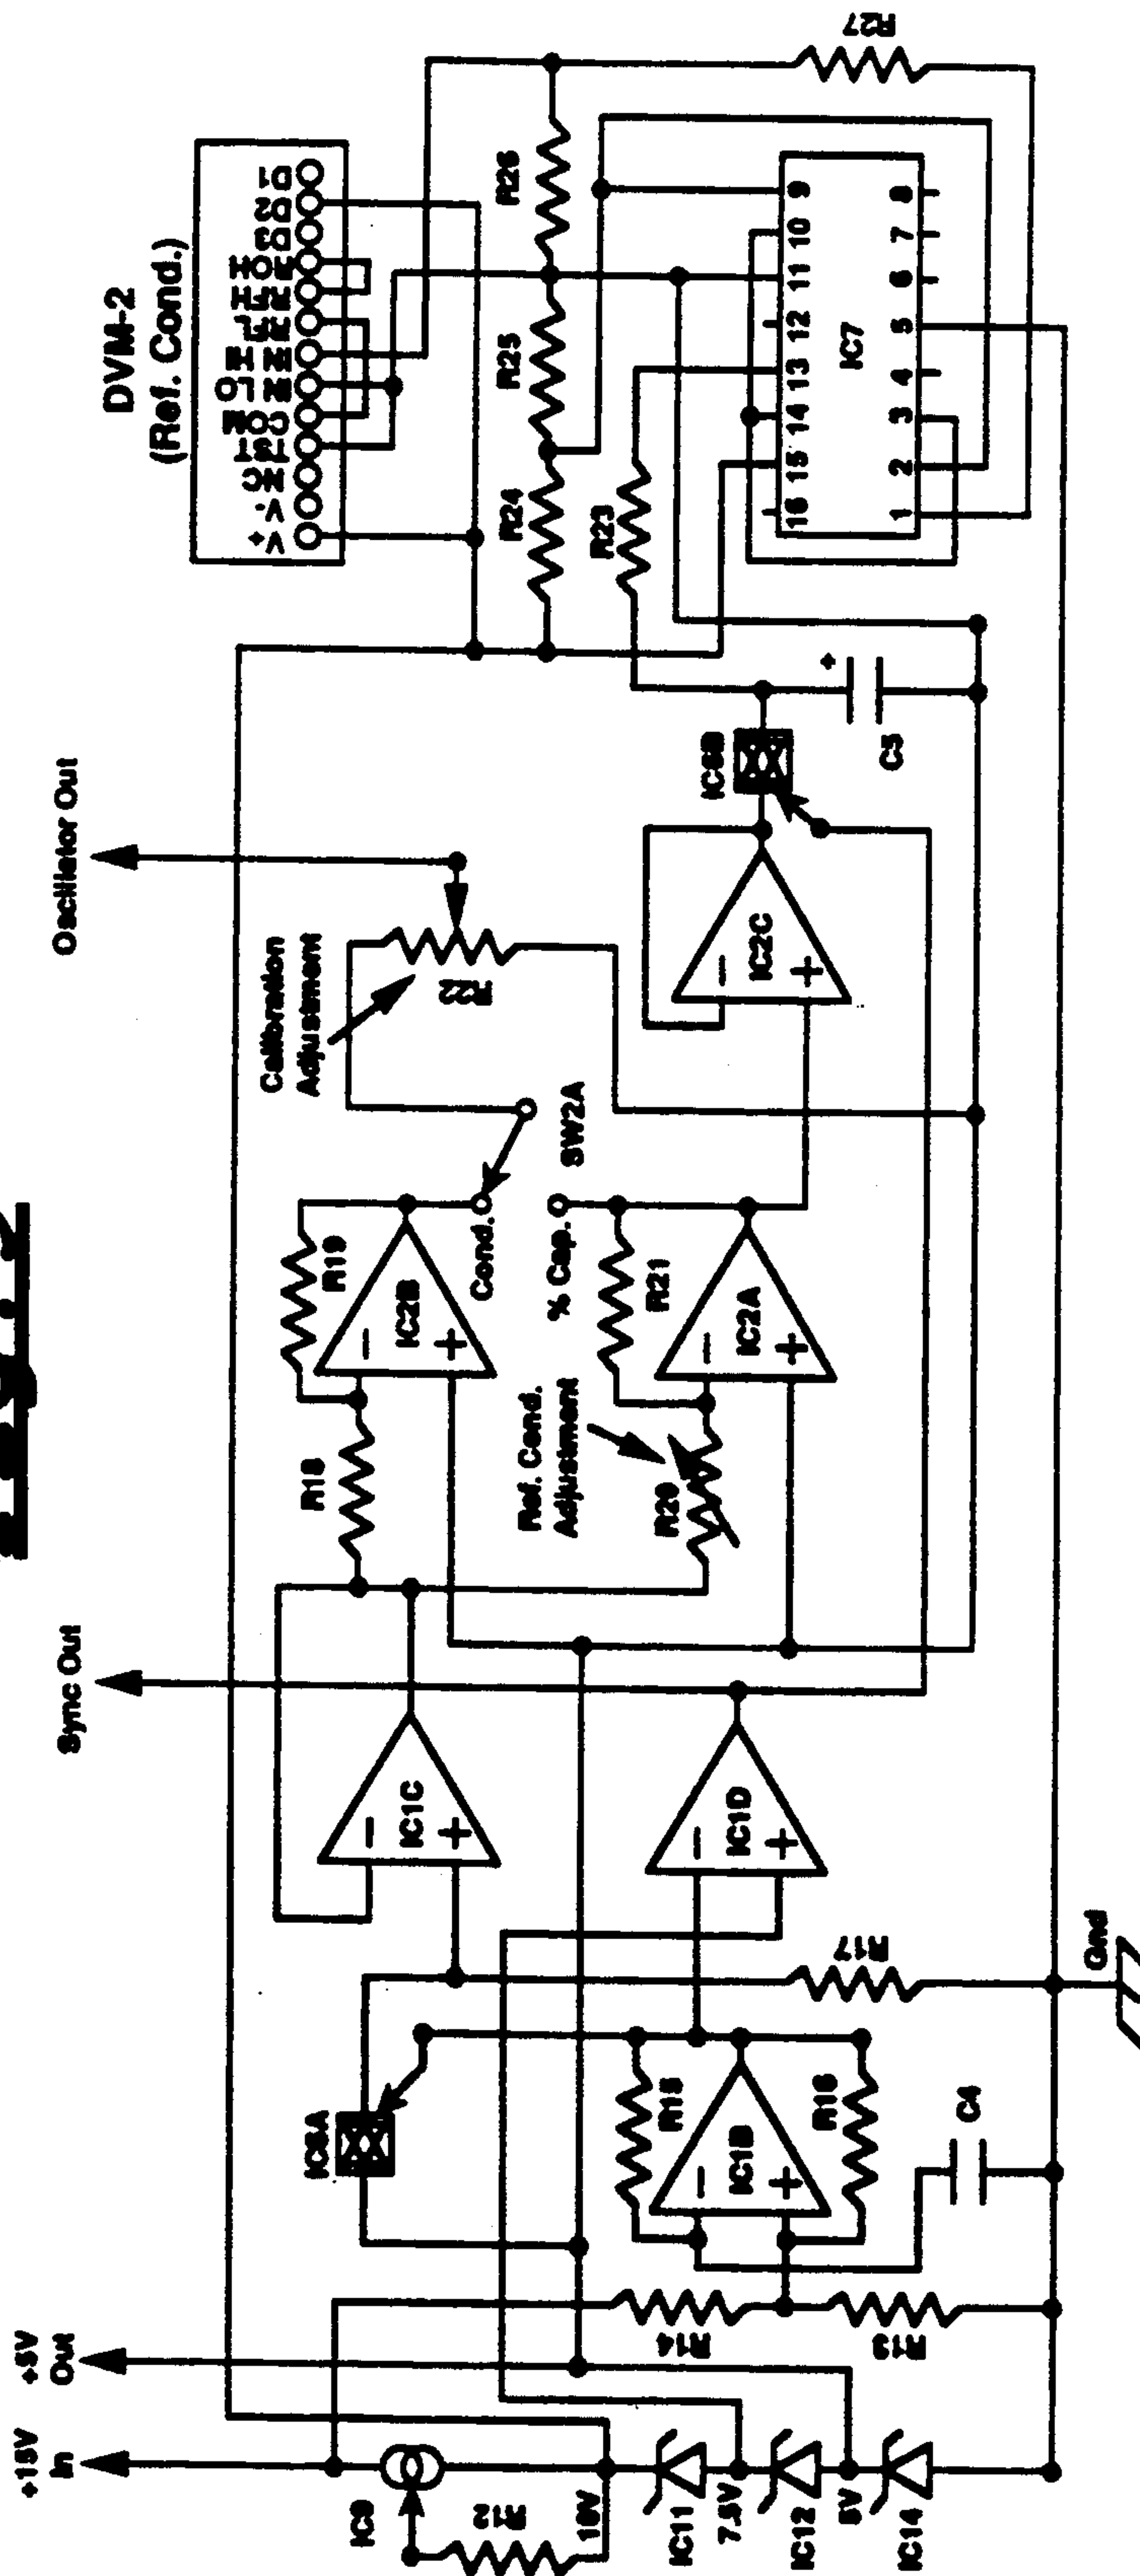 +15V
In
+5V
Out
Sync Out
Oscillator Out
DVM-2
(Ref. Cond.)
V+
V-
NC
TST
COM
IN LO
IN HI
RFL
RFH
ROH
D3
D2
D1
R27
R26
R25
R24
R23
IC7
16 15 14 13 12 11 10 9
1 2 3 4 5 6 7 8
Calibration
Adjustment
R22
SW2A
Cond.
% Cap.
R19
IC2B
-
+
R18
R21
IC2A
-
+
Ref. Cond.
Adjustment
R20
IC2C
-
+
IC6B
+
C5
IC1C
-
+
IC1D
-
+
IC6A
R17
R15
IC1B
-
+
R16
C4
R14
R13
Gnd
IC9
R12
10V
IC11
7.5V
IC12
5V
IC14